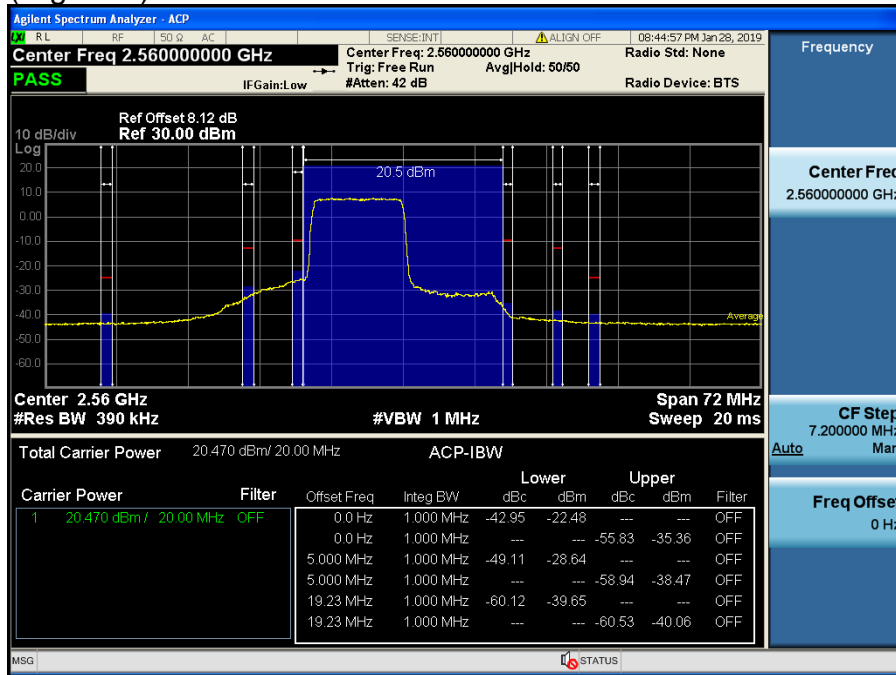 Agilent Spectrum Analyzer - ACP
LXI RL RF 50 Ω AC SENSE:INT ALIGN OFF 08:44:57 PM Jan 28, 2019
Center Freq 2.560000000 GHz Center Freq: 2.560000000 GHz Radio Std: None
Trig: Free Run Avg|Hold: 50/50
PASS IFGain:Low #Atten: 42 dB Radio Device: BTS
Ref Offset 8.12 dB
10 dB/div Ref 30.00 dBm
Log
20.5 dBm
20.0
10.0
0.00
-10.0
-20.0
-30.0
-40.0
Average
-50.0
-60.0
Center 2.56 GHz Span 72 MHz
#Res BW 390 kHz #VBW 1 MHz Sweep 20 ms
Total Carrier Power 20.470 dBm/ 20.00 MHz ACP-IBW
Lower Upper
Carrier Power Filter Offset Freq Integ BW dBc dBm dBc dBm Filter
1 20.470 dBm / 20.00 MHz OFF 0.0 Hz 1.000 MHz -42.95 -22.48 --- --- OFF
0.0 Hz 1.000 MHz --- --- -55.83 -35.36 OFF
5.000 MHz 1.000 MHz -49.11 -28.64 --- --- OFF
5.000 MHz 1.000 MHz --- --- -58.94 -38.47 OFF
19.23 MHz 1.000 MHz -60.12 -39.65 --- --- OFF
19.23 MHz 1.000 MHz --- --- -60.53 -40.06 OFF
MSG STATUS
Frequency
Center Freq
2.560000000 GHz
CF Step
7.200000 MHz
Auto Man
Freq Offset
0 Hz